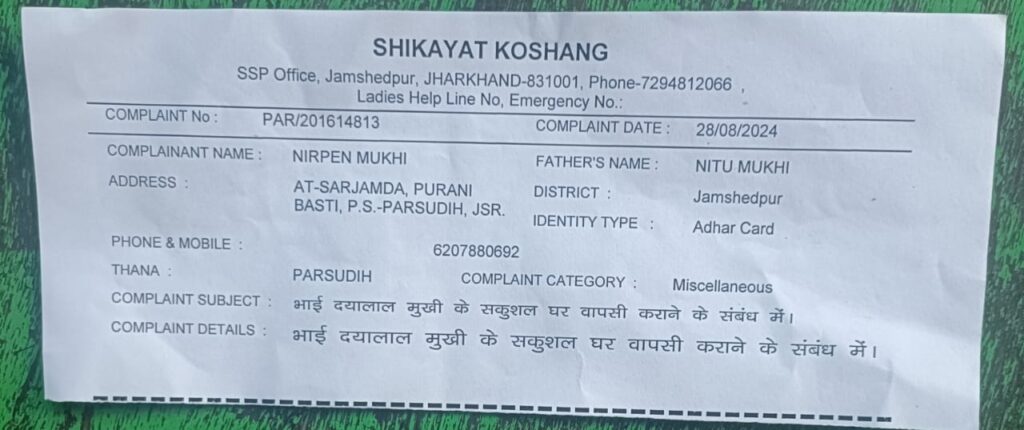 SHIKAYAT KOSHANG
SSP Office, Jamshedpur, JHARKHAND-831001, Phone-7294812066 ,
Ladies Help Line No, Emergency No.:
COMPLAINT No : PAR/201614813 COMPLAINT DATE : 28/08/2024
COMPLAINANT NAME : NIRPEN MUKHI FATHER'S NAME : NITU MUKHI
ADDRESS : AT-SARJAMDA, PURANI DISTRICT : Jamshedpur
BASTI, P.S.-PARSUDIH, JSR. IDENTITY TYPE : Adhar Card
PHONE & MOBILE : 6207880692
THANA : PARSUDIH COMPLAINT CATEGORY : Miscellaneous
COMPLAINT SUBJECT : भाई दयालाल मुखी के सकुशल घर वापसी कराने के संबंध में।
COMPLAINT DETAILS : भाई दयालाल मुखी के सकुशल घर वापसी कराने के संबंध में।